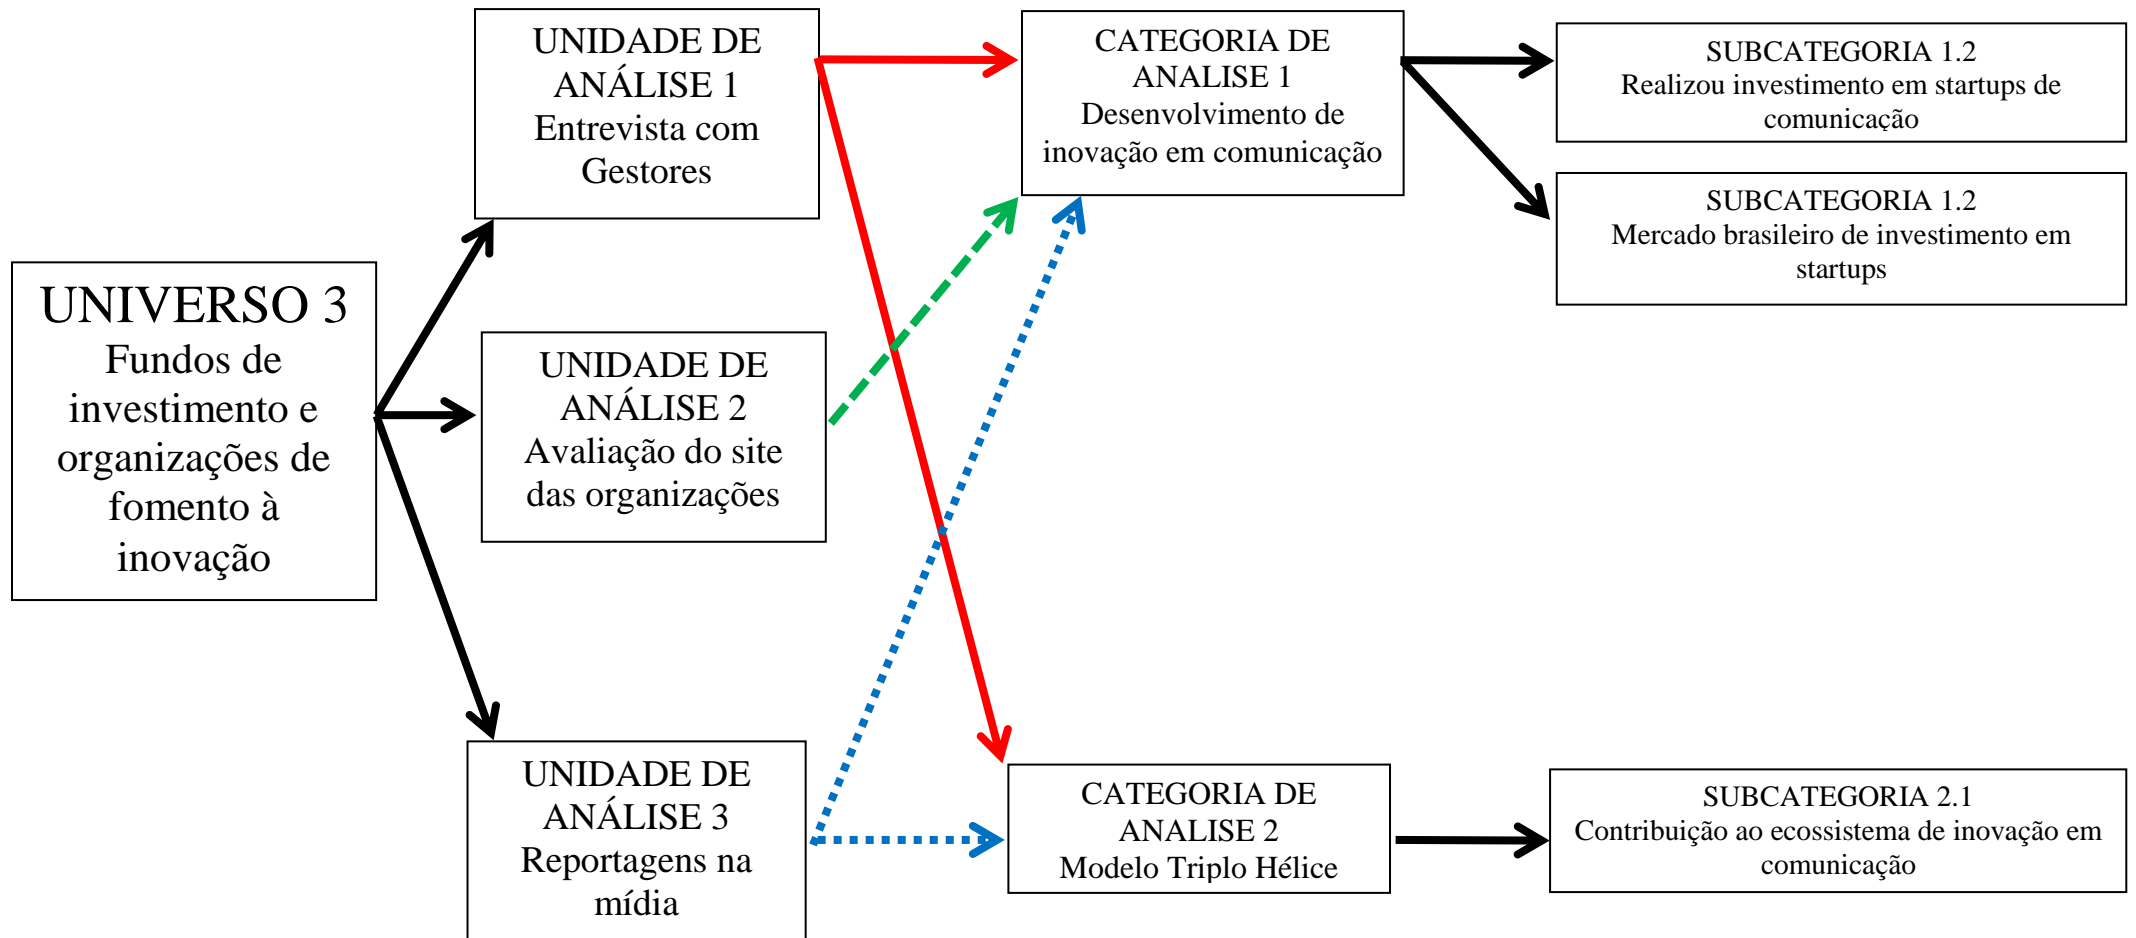 UNIVERSO 3
Fundos de
investimento e
organizações de
fomento à
inovação
UNIDADE DE
ANÁLISE 1
Entrevista com
Gestores
UNIDADE DE
ANÁLISE 2
Avaliação do site
das organizações
UNIDADE DE
ANÁLISE 3
Reportagens na
mídia
CATEGORIA DE
ANALISE 1
Desenvolvimento de
inovação em comunicação
CATEGORIA DE
ANALISE 2
Modelo Triplo Hélice
SUBCATEGORIA 1.2
Realizou investimento em startups de
comunicação
SUBCATEGORIA 1.2
Mercado brasileiro de investimento em
startups
SUBCATEGORIA 2.1
Contribuição ao ecossistema de inovação em
comunicação